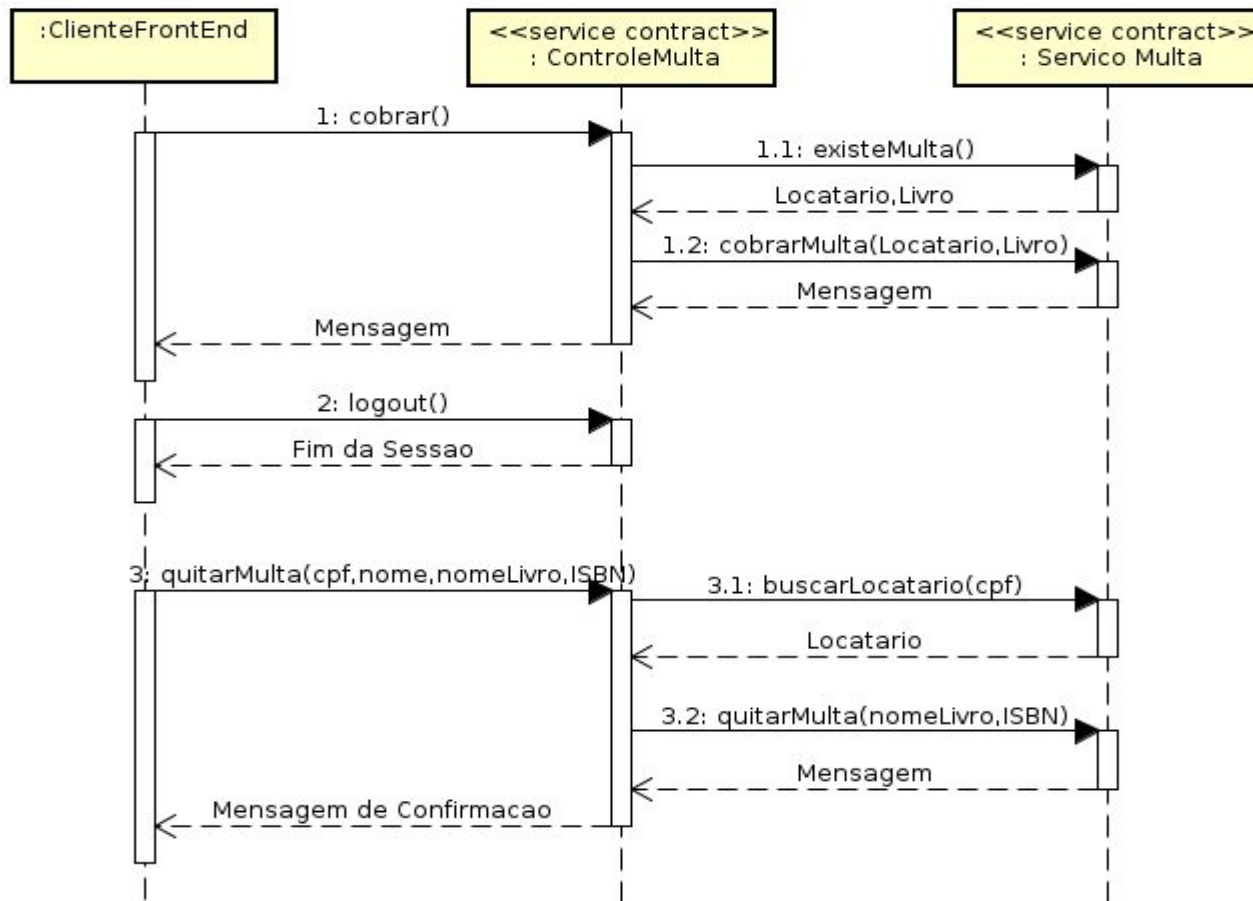 :ClienteFrontEnd
<<service contract>>
: ControleMulta
<<service contract>>
: Servico Multa
1: cobrar()
1.1: existeMulta()
Locatario,Livro
1.2: cobrarMulta(Locatario,Livro)
Mensagem
Mensagem
2: logout()
Fim da Sessao
3: quitarMulta(cpf,nome,nomeLivro,ISBN)
3.1: buscarLocatario(cpf)
Locatario
3.2: quitarMulta(nomeLivro,ISBN)
Mensagem
Mensagem de Confirmacao